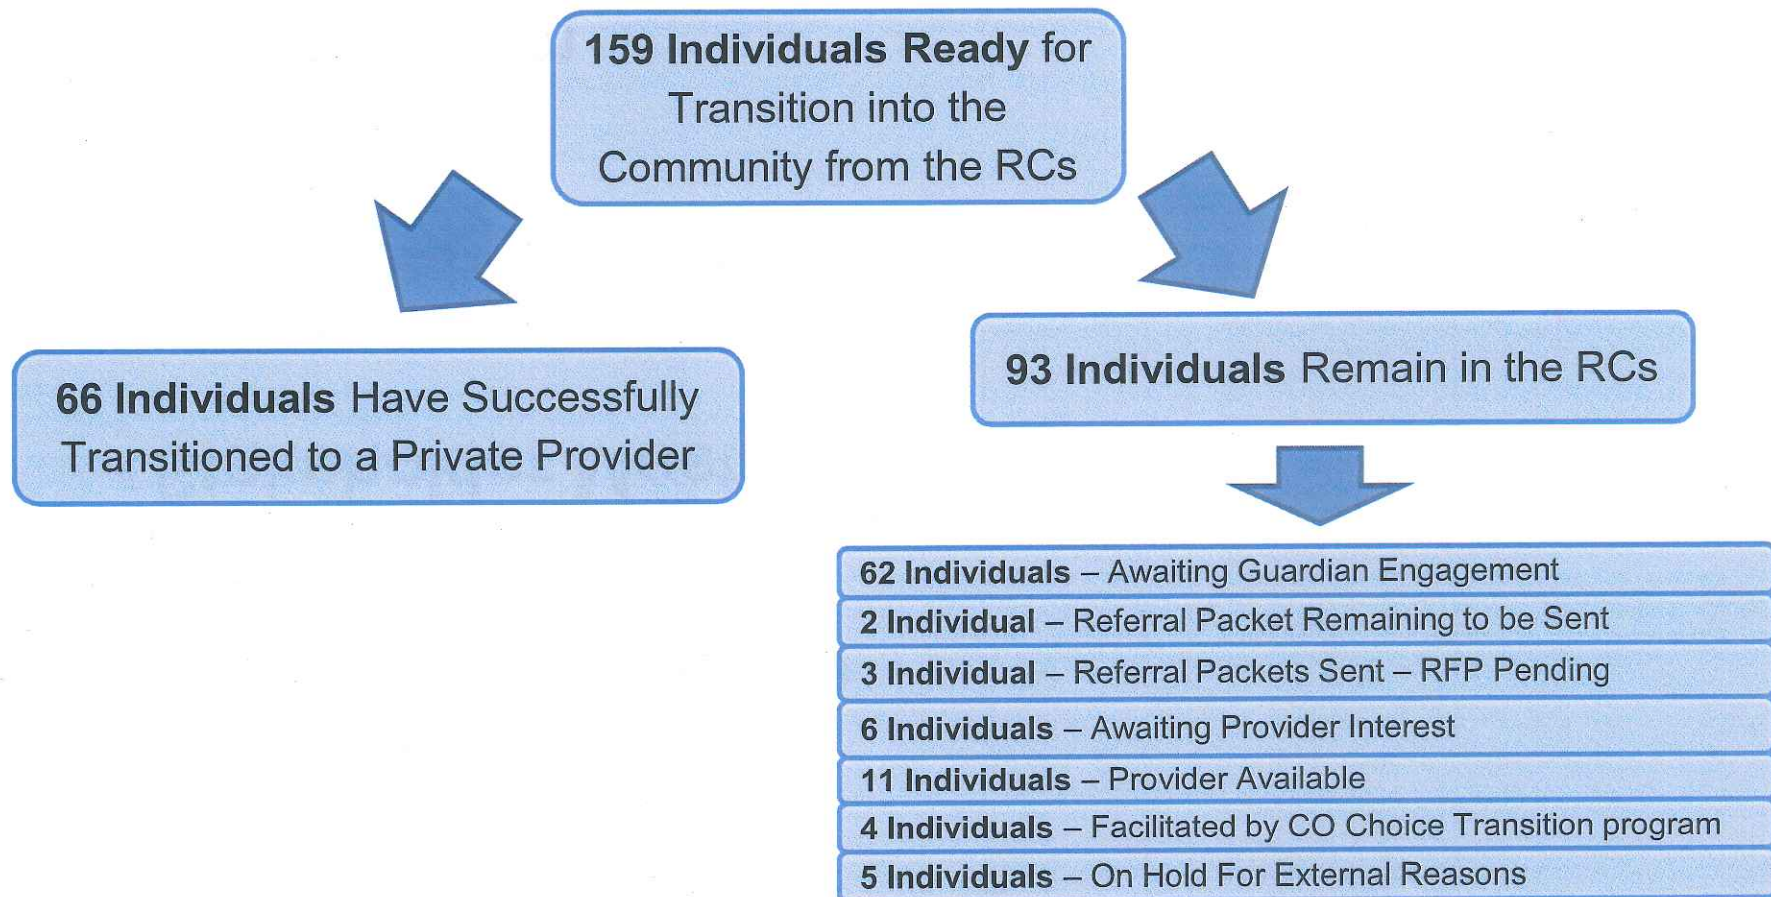 159 Individuals Ready for
Transition into the
Community from the RCs
66 Individuals Have Successfully
Transitioned to a Private Provider
93 Individuals Remain in the RCs
62 Individuals – Awaiting Guardian Engagement
2 Individual – Referral Packet Remaining to be Sent
3 Individual – Referral Packets Sent – RFP Pending
6 Individuals – Awaiting Provider Interest
11 Individuals – Provider Available
4 Individuals – Facilitated by CO Choice Transition program
5 Individuals – On Hold For External Reasons